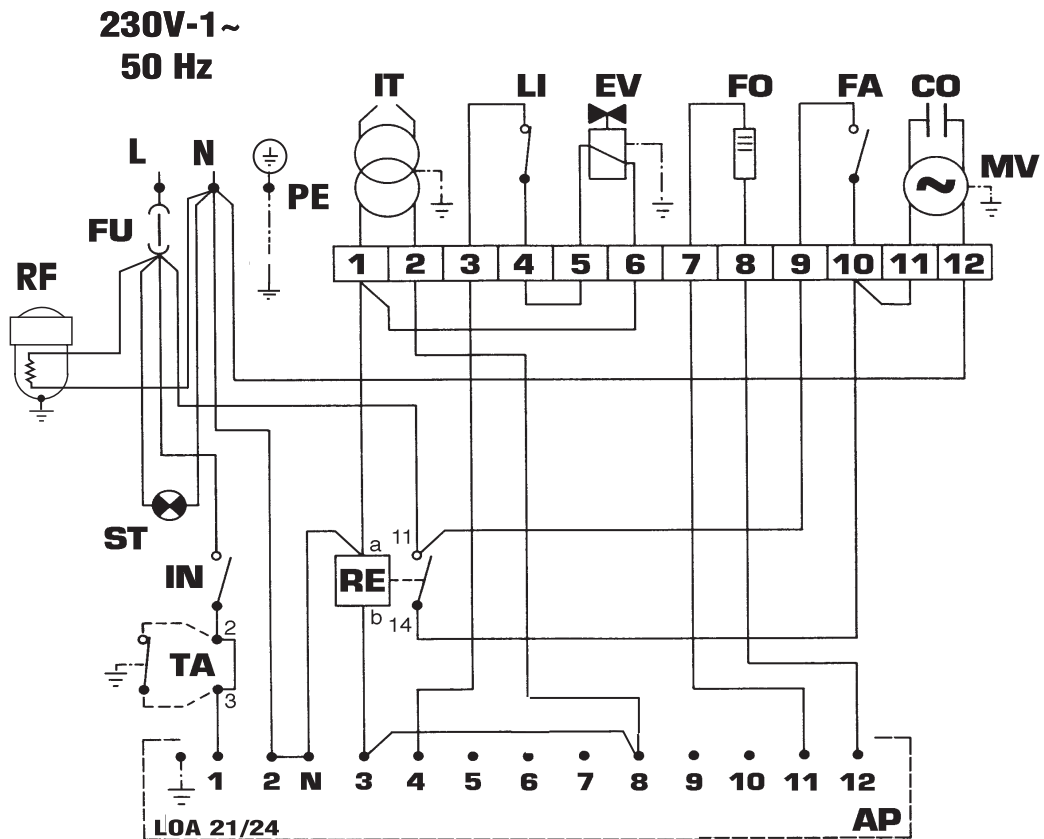 230V-1~
50 Hz
IT LI EV FO FA CO
L N
PE
MV
FU
RF
1 2 3 4 5 6 7 8 9 10 11 12
ST
a 11
IN
RE
b 14
2
TA
3
1 2 N 3 4 5 6 7 8 9 10 11 12
LOA 21/24
AP